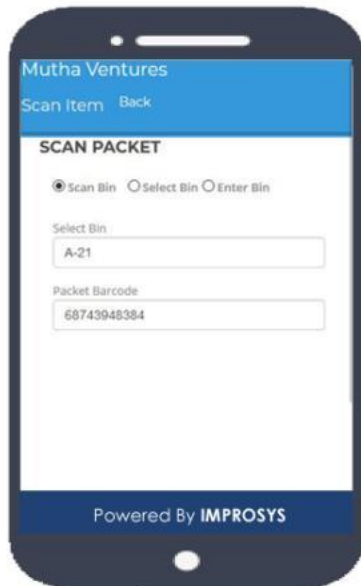 Mutha Ventures
Scan Item Back
SCAN PACKET
Scan Bin Select Bin Enter Bin
Select Bin
A-21
Packet Barcode
68743948384
Powered By IMPROSYS